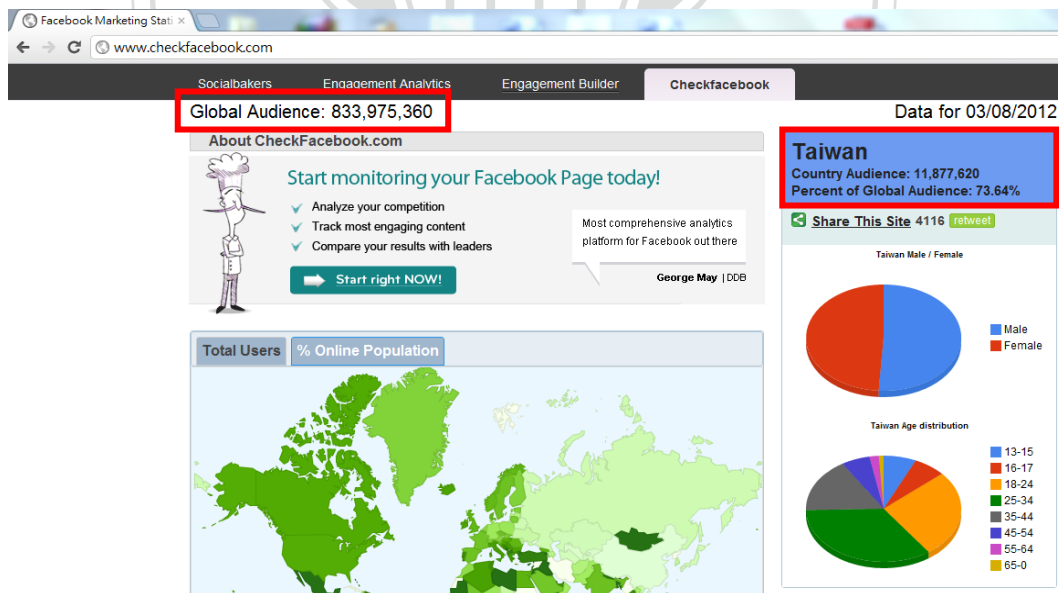 Facebook Marketing Stati
www.checkfacebook.com
Socialbakers Engagement Analytics Engagement Builder Checkfacebook
Global Audience: 833,975,360
Data for 03/08/2012
About CheckFacebook.com
Start monitoring your Facebook Page today!
Analyze your competition
Track most engaging content
Compare your results with leaders
Start right NOW!
Most comprehensive analytics
platform for Facebook out there
George May | DDB
Taiwan
Country Audience: 11,877,620
Percent of Global Audience: 73.64%
Share This Site 4116 retweet
Taiwan Male / Female
Male
Female
Total Users % Online Population
Taiwan Age distribution
13-15
16-17
18-24
25-34
35-44
45-54
55-64
65-0